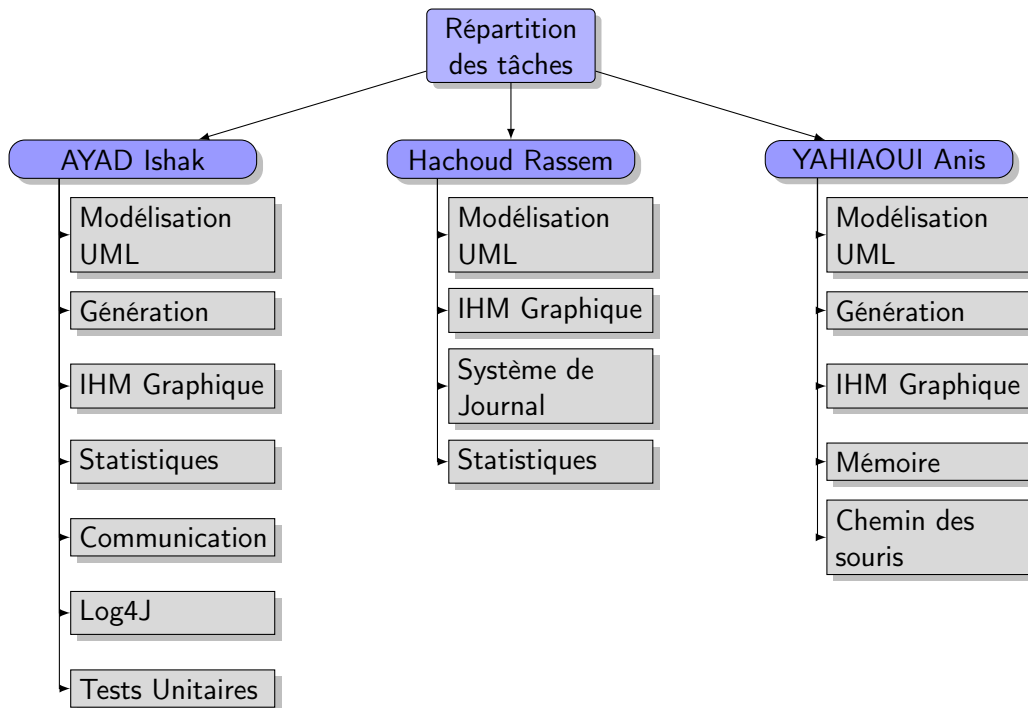 Répartition
des tâches
AYAD Ishak
Modélisation
UML
Génération
IHM Graphique
Statistiques
Communication
Log4J
Tests Unitaires
Hachoud Rassem
Modélisation
UML
IHM Graphique
Système de
Journal
Statistiques
YAHIAOUI Anis
Modélisation
UML
Génération
IHM Graphique
Mémoire
Chemin des
souris